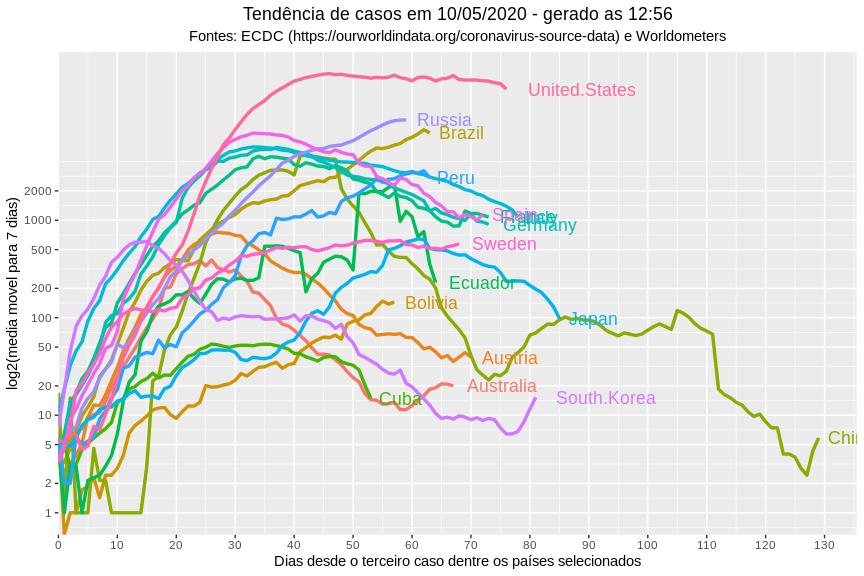 Tendência de casos em 10/05/2020 - gerado as 12:56
Fontes: ECDC (https://ourworldindata.org/coronavirus-source-data) e Worldometers
log2(media movel para 7 dias)
United.States
Russia
Brazil
Peru
2000
Spain
1000
Germany
Sweden
500
Ecuador
200
Bolivia
100
Japan
50
Austria
20
Australia
Cuba
South.Korea
10
5
2
1
0 10 20 30 40 50 60 70 80 90 100 110 120 130
Dias desde o terceiro caso dentre os países selecionados